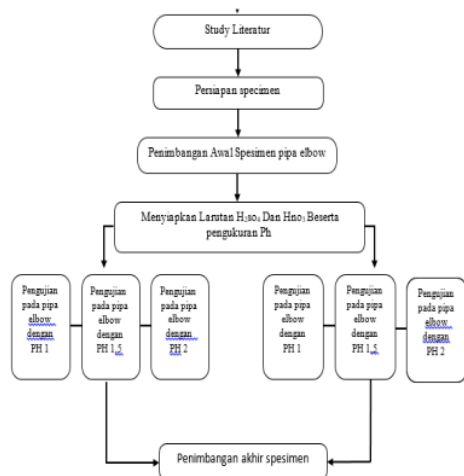 Study Literatur
Persiapan specimen
Penimbangan Awal Spesimen pipa elbow
Menyiapkan Larutan H₂so₄ Dan Hno₃ Beserta
pengukuran Ph
Pengujian
pada pipa
elbow
dengan
PH 1
Pengujian
pada pipa
elbow
dengan
PH 1,5
Pengujian
pada pipa
elbow
dengan
PH 2
Pengujian
pada pipa
elbow
dengan
PH 1
Pengujian
pada pipa
elbow
dengan
PH 1,5
Pengujian
pada pipa
elbow
dengan
PH 2
Penimbangan akhir spesimen